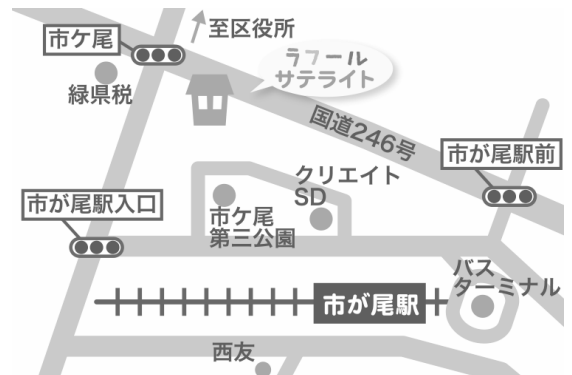 至区役所
市ケ尾
ラフール
サテライト
緑県税
国道246号
市が尾駅前
クリエイト
SD
市が尾駅入口
市ケ尾
第三公園
バス
ターミナル
市が尾駅
西友